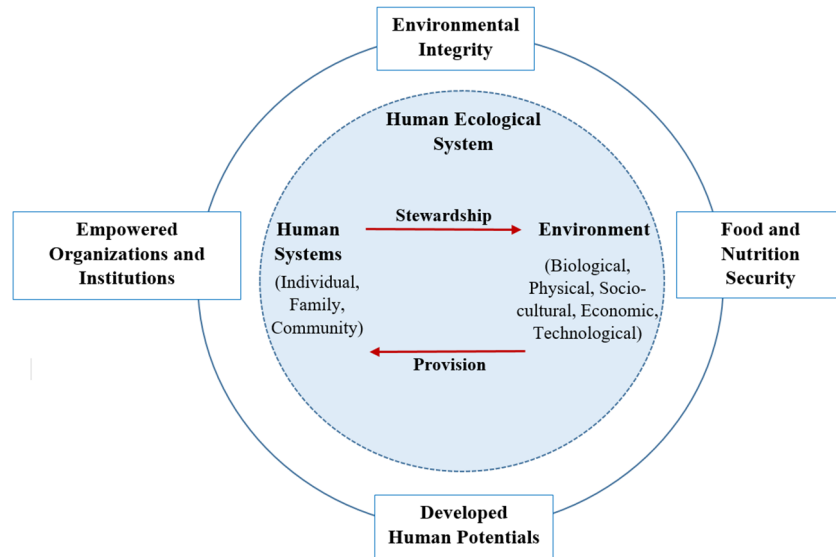 Environmental
Integrity
Human Ecological
System
Empowered
Organizations and
Institutions
Human
Systems
(Individual,
Family,
Community)
Stewardship
Environment
(Biological,
Physical, Socio-
cultural, Economic,
Technological)
Provision
Food and
Nutrition
Security
Developed
Human Potentials